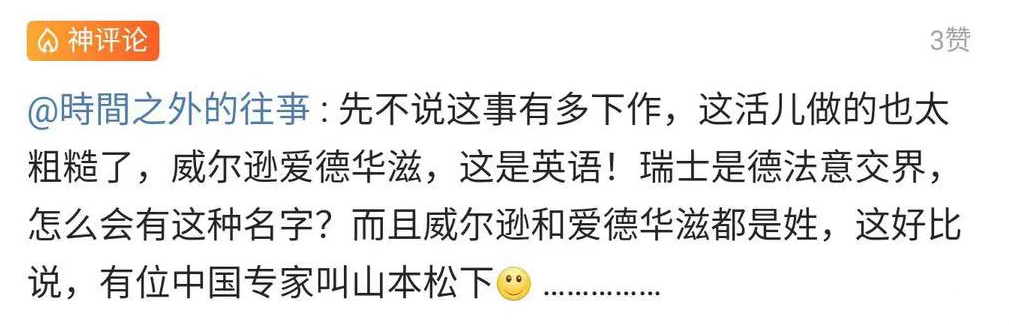 神评论 3赞
@時間之外的往亊 : 先不说这事有多下作，这活儿做的也太
粗糙了，威尔逊爱德华滋，这是英语！瑞士是德法意交界，
怎么会有这种名字？而且威尔逊和爱德华滋都是姓，这好比
说，有位中国专家叫山本松下🙂 ...............